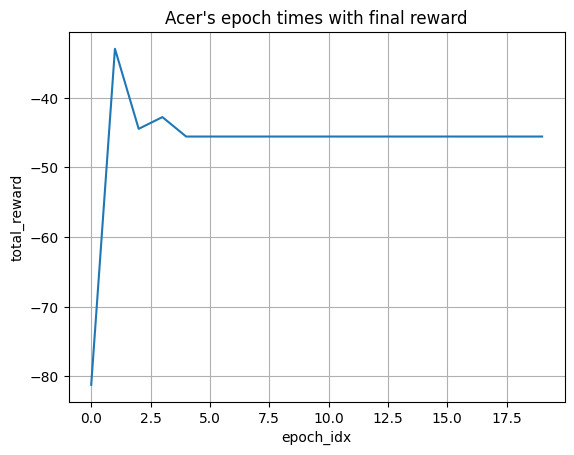 Acer's epoch times with final reward
−40
−50
−60
−70
−80
total_reward
0.0 2.5 5.0 7.5 10.0 12.5 15.0 17.5
epoch_idx